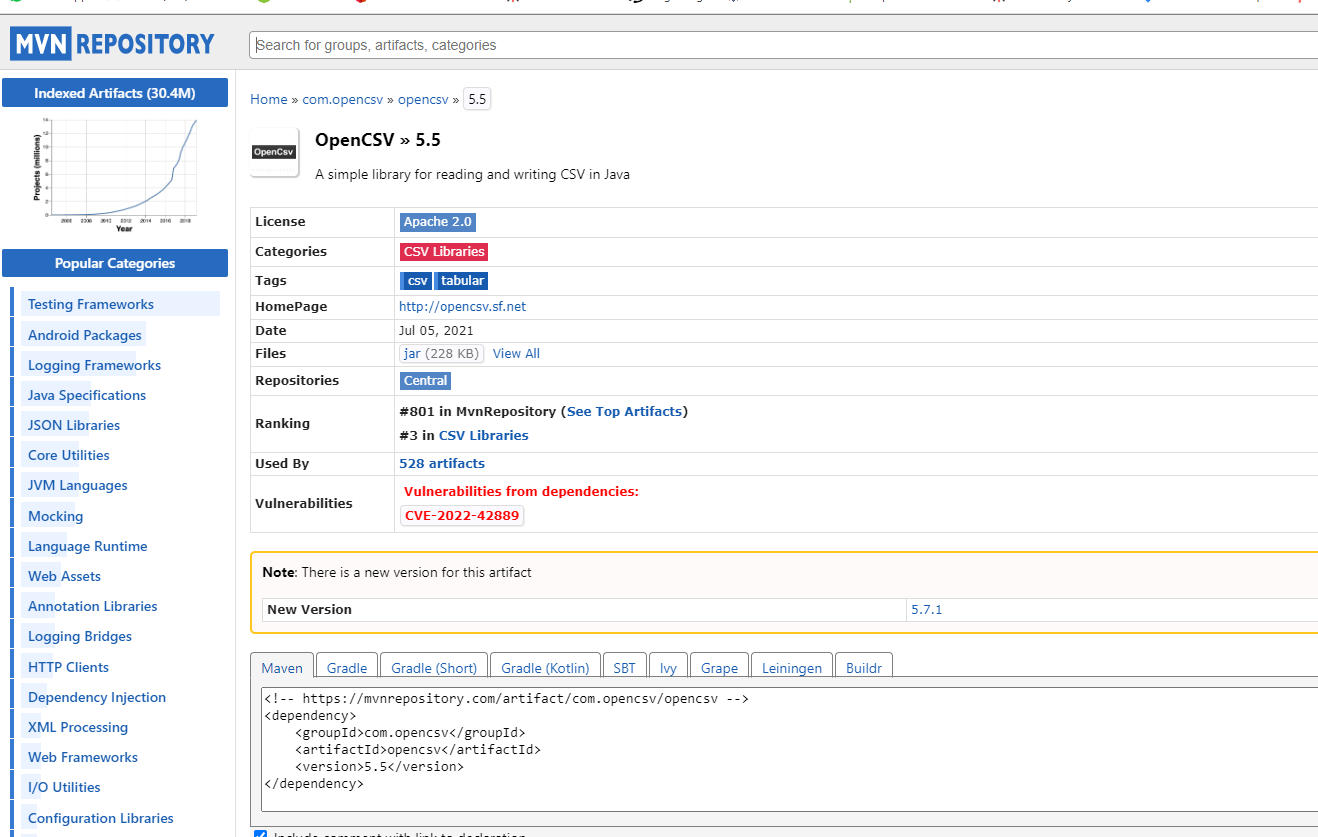 MVN REPOSITORY
Search for groups, artifacts, categories
Indexed Artifacts (30.4M)
Projects (millions)
Year
Popular Categories
Testing Frameworks
Android Packages
Logging Frameworks
Java Specifications
JSON Libraries
Core Utilities
JVM Languages
Mocking
Language Runtime
Web Assets
Annotation Libraries
Logging Bridges
HTTP Clients
Dependency Injection
XML Processing
Web Frameworks
I/O Utilities
Configuration Libraries
Home » com.opencsv » opencsv » 5.5
OpenCsv
OpenCSV » 5.5
A simple library for reading and writing CSV in Java
License Apache 2.0
Categories CSV Libraries
Tags csv tabular
HomePage http://opencsv.sf.net
Date Jul 05, 2021
Files jar (228 KB) View All
Repositories Central
Ranking #801 in MvnRepository (See Top Artifacts)
#3 in CSV Libraries
Used By 528 artifacts
Vulnerabilities Vulnerabilities from dependencies:
CVE-2022-42889
Note: There is a new version for this artifact
New Version 5.7.1
Maven Gradle Gradle (Short) Gradle (Kotlin) SBT Ivy Grape Leiningen Buildr
<!-- https://mvnrepository.com/artifact/com.opencsv/opencsv -->
<dependency>
    <groupId>com.opencsv</groupId>
    <artifactId>opencsv</artifactId>
    <version>5.5</version>
</dependency>
Include comment with link to declaration